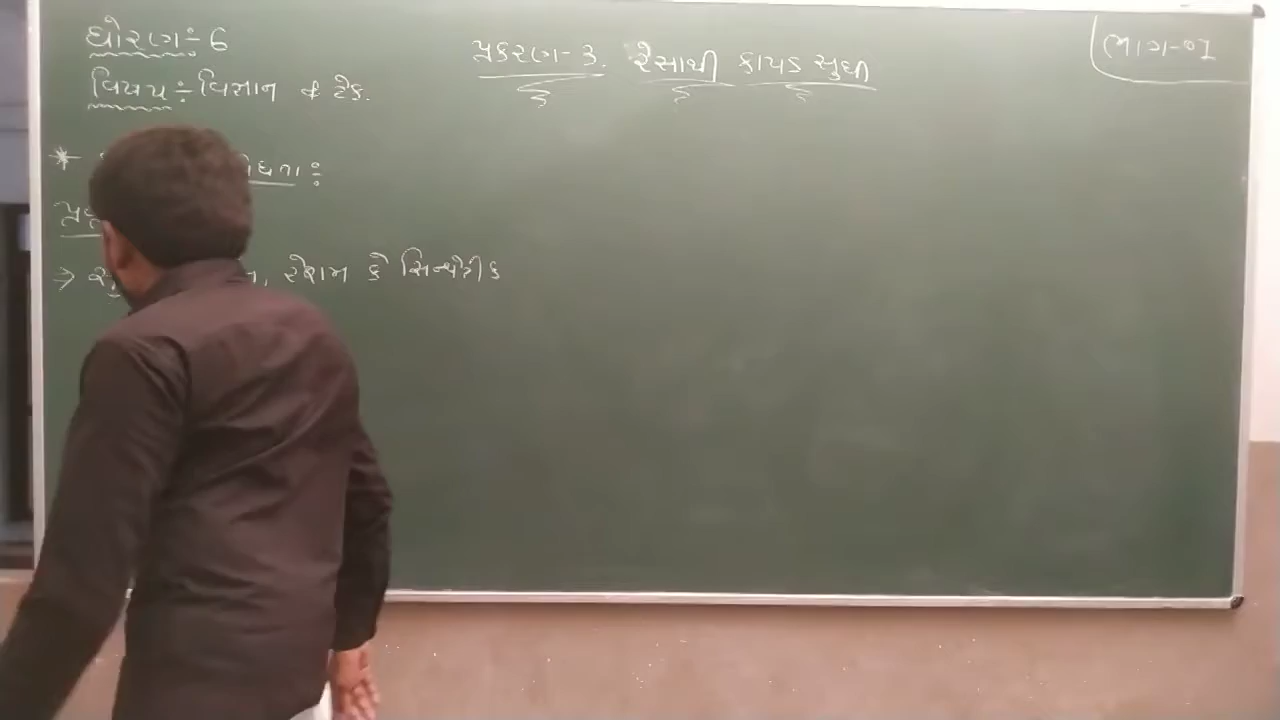 ધોરણ:- 6
પ્રકરણ- 3. રેસાથી કાપડ સુધી
ભાગ-01
વિષય:- વિજ્ઞાન & ટેક.
*
→ રેશમ કે સિન્થેટીક